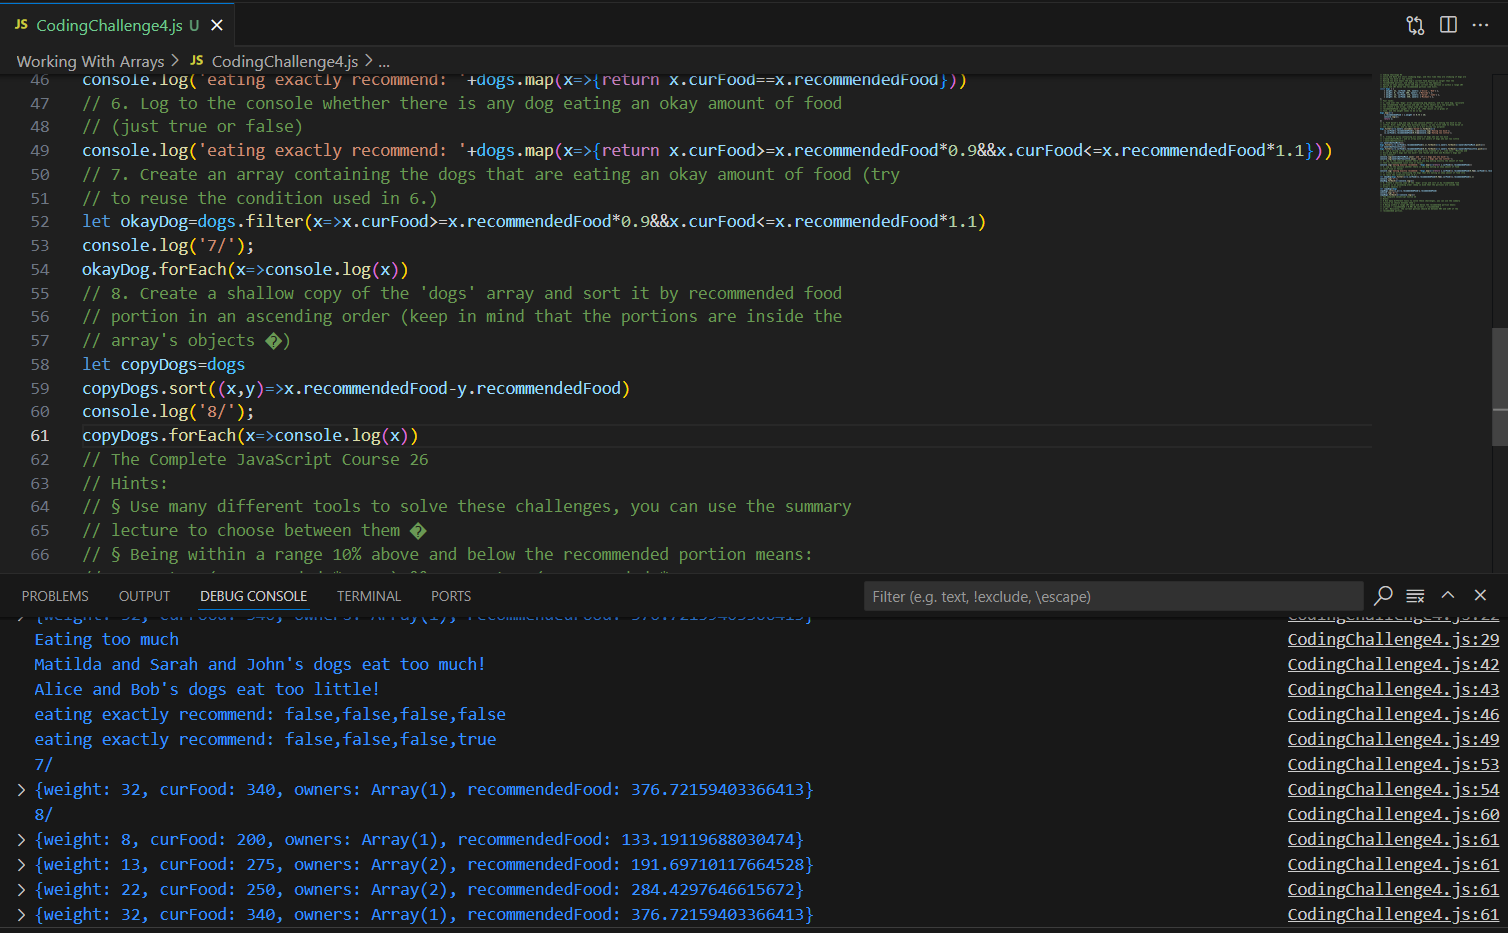 JS CodingChallenge4.js U
Working With Arrays > JS CodingChallenge4.js > ...
46 console.log('eating exactly recommend: '+dogs.map(x=>{return x.curFood==x.recommendedFood}))
47 // 6. Log to the console whether there is any dog eating an okay amount of food
48 // (just true or false)
49 console.log('eating exactly recommend: '+dogs.map(x=>{return x.curFood>=x.recommendedFood*0.9&&x.curFood<=x.recommendedFood*1.1}))
50 // 7. Create an array containing the dogs that are eating an okay amount of food (try
51 // to reuse the condition used in 6.)
52 let okayDog=dogs.filter(x=>x.curFood>=x.recommendedFood*0.9&&x.curFood<=x.recommendedFood*1.1)
53 console.log('7/');
54 okayDog.forEach(x=>console.log(x))
55 // 8. Create a shallow copy of the 'dogs' array and sort it by recommended food
56 // portion in an ascending order (keep in mind that the portions are inside the
57 // array's objects �)
58 let copyDogs=dogs
59 copyDogs.sort((x,y)=>x.recommendedFood-y.recommendedFood)
60 console.log('8/');
61 copyDogs.forEach(x=>console.log(x))
62 // The Complete JavaScript Course 26
63 // Hints:
64 // § Use many different tools to solve these challenges, you can use the summary
65 // lecture to choose between them �
66 // § Being within a range 10% above and below the recommended portion means:
PROBLEMS OUTPUT DEBUG CONSOLE TERMINAL PORTS Filter (e.g. text, !exclude, \escape)
Eating too much CodingChallenge4.js:29
Matilda and Sarah and John's dogs eat too much! CodingChallenge4.js:42
Alice and Bob's dogs eat too little! CodingChallenge4.js:43
eating exactly recommend: false,false,false,false CodingChallenge4.js:46
eating exactly recommend: false,false,false,true CodingChallenge4.js:49
7/ CodingChallenge4.js:53
> {weight: 32, curFood: 340, owners: Array(1), recommendedFood: 376.72159403366413} CodingChallenge4.js:54
8/ CodingChallenge4.js:60
> {weight: 8, curFood: 200, owners: Array(1), recommendedFood: 133.19119688030474} CodingChallenge4.js:61
> {weight: 13, curFood: 275, owners: Array(2), recommendedFood: 191.69710117664528} CodingChallenge4.js:61
> {weight: 22, curFood: 250, owners: Array(2), recommendedFood: 284.4297646615672} CodingChallenge4.js:61
> {weight: 32, curFood: 340, owners: Array(1), recommendedFood: 376.72159403366413} CodingChallenge4.js:61